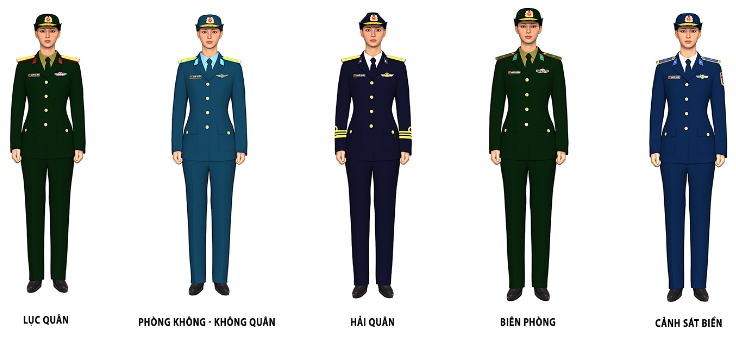 LỤC QUÂN
PHÒNG KHÔNG - KHÔNG QUÂN
HẢI QUÂN
BIÊN PHÒNG
CẢNH SÁT BIỂN